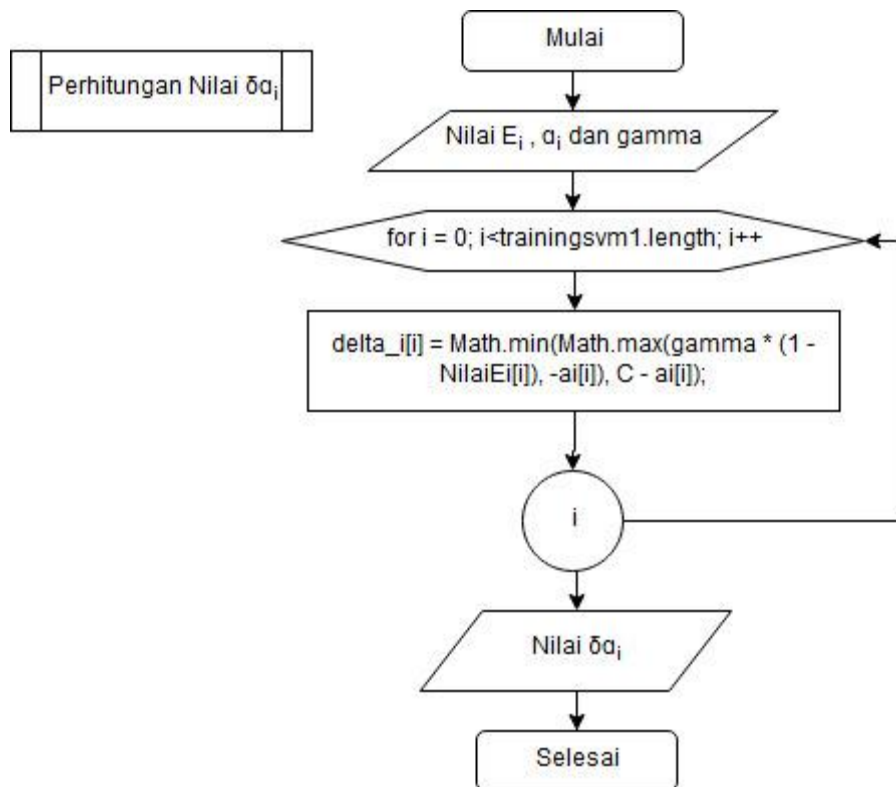 Mulai
Perhitungan Nilai δαᵢ
Nilai Eᵢ , αᵢ dan gamma
for i = 0; i<trainingsvm1.length; i++
delta_i[i] = Math.min(Math.max(gamma * (1 -
NilaiEi[i]), -ai[i]), C - ai[i]);
i
Nilai δαᵢ
Selesai